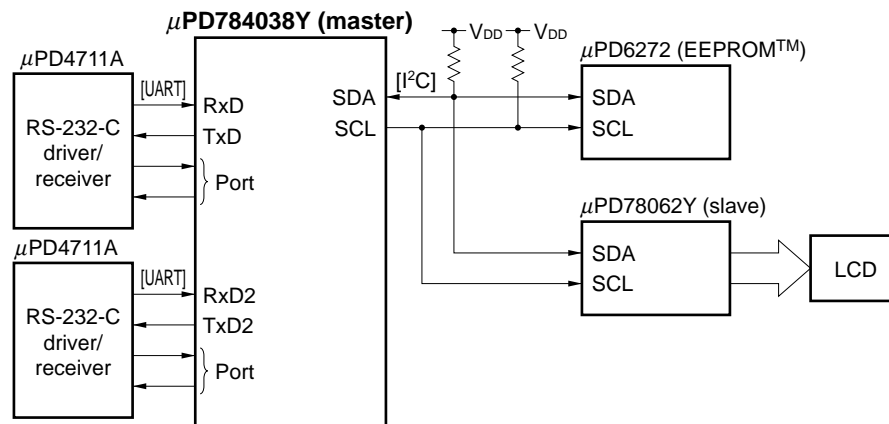 µPD784038Y (master)
µPD4711A
RS-232-C
driver/
receiver
[UART]
RxD
TxD
Port
µPD4711A
RS-232-C
driver/
receiver
[UART]
RxD2
TxD2
Port
SDA
SCL
[I²C]
VDD
VDD
µPD6272 (EEPROM™)
SDA
SCL
µPD78062Y (slave)
SDA
SCL
LCD